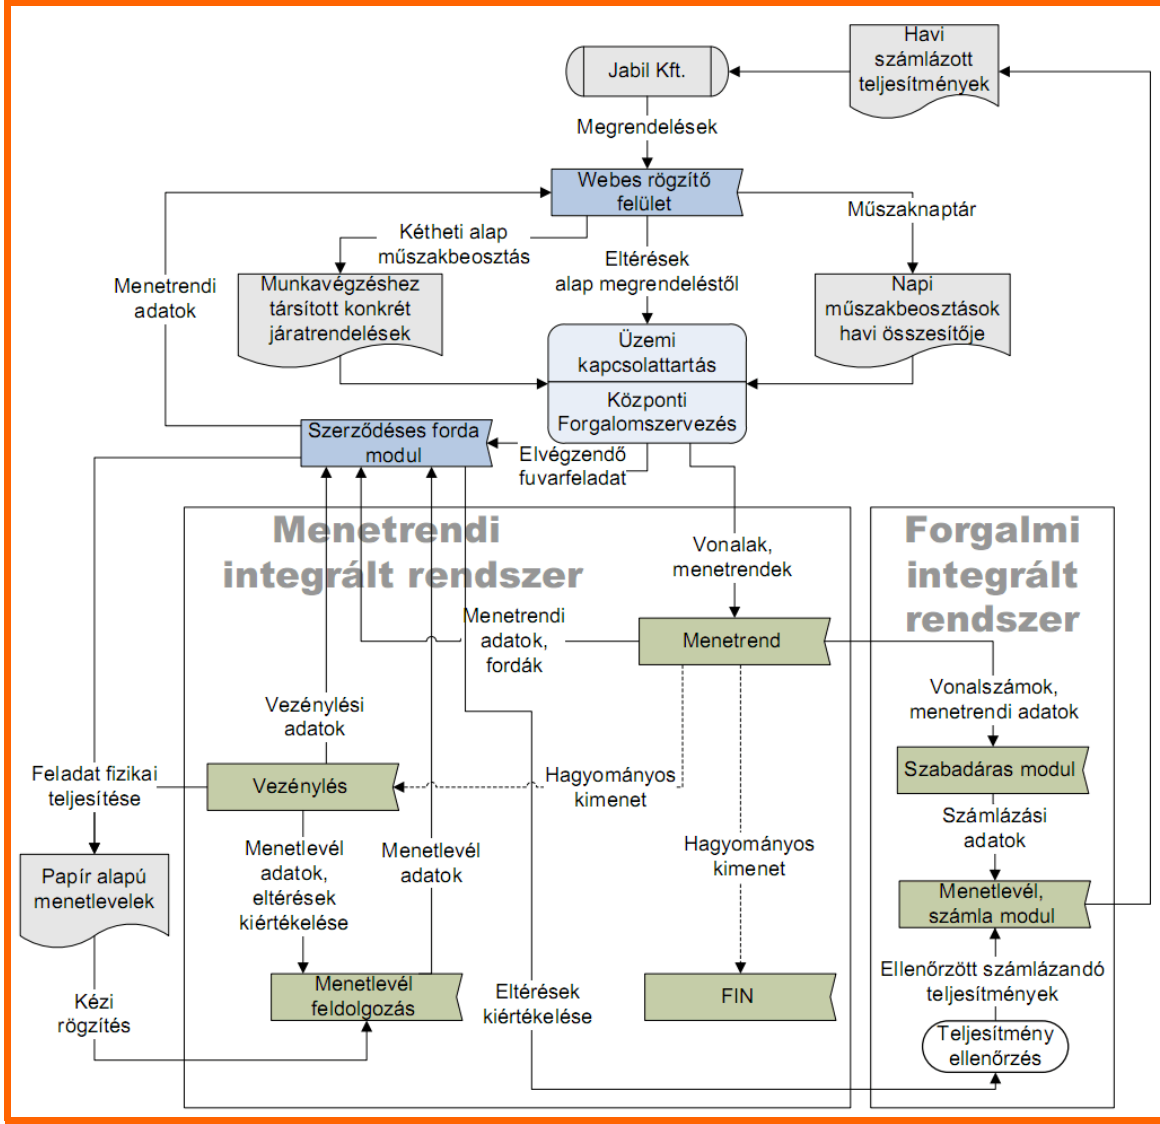 Havi
számlázott
teljesítmények
Jabil Kft.
Megrendelések
Webes rögzítő
felület
Műszaknaptár
Kétheti alap
műszakbeosztás
Eltérések
alap megrendeléstől
Menetrendi
adatok
Munkavégzéshez
társított konkrét
járatrendelések
Napi
műszakbeosztások
havi összesítője
Üzemi
kapcsolattartás
Központi
Forgalomszervezés
Szerződéses forda
modul
Elvégzendő
fuvarfeladat
Menetrendi
integrált rendszer
Forgalmi
integrált
rendszer
Vonalak,
menetrendek
Menetrendi
adatok,
fordák
Menetrend
Vonalszámok,
menetrendi adatok
Vezénylési
adatok
Feladat fizikai
teljesítése
Vezénylés
Hagyományos
kimenet
Szabadáras modul
Számlázási
adatok
Menetlevél
adatok,
eltérések
kiértékelése
Menetlevél
adatok
Hagyományos
kimenet
Papír alapú
menetlevelek
Menetlevél,
számla modul
Ellenőrzött számlázandó
teljesítmények
Menetlevél
feldolgozás
Eltérések
kiértékelése
FIN
Kézi
rögzítés
Teljesítmény
ellenőrzés